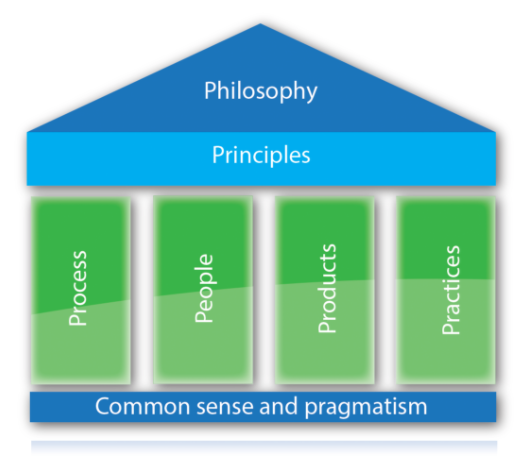 Philosophy
Principles
Process
People
Products
Practices
Common sense and pragmatism